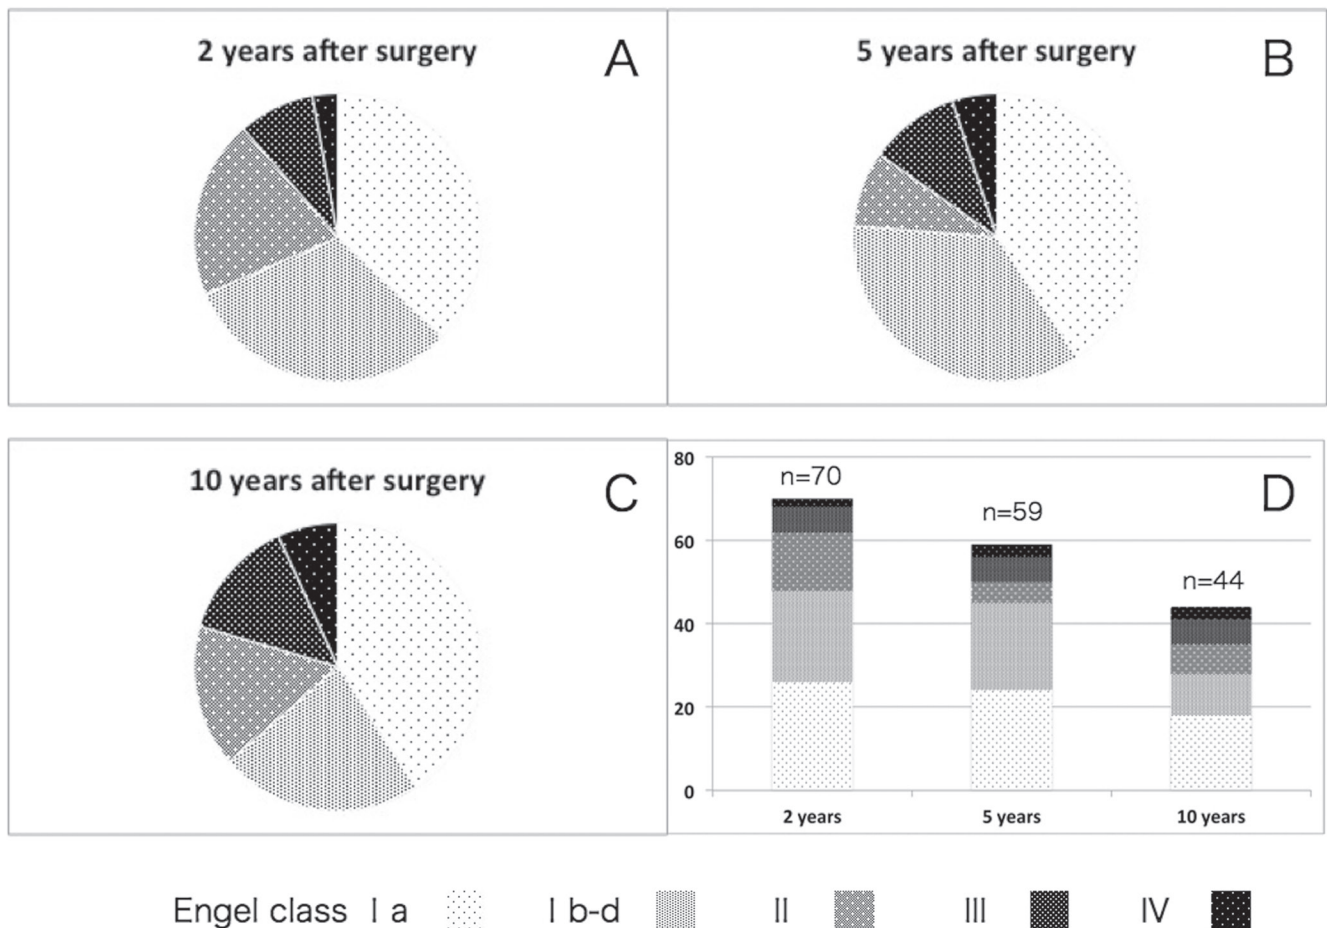 2 years after surgery
A
5 years after surgery
B
10 years after surgery
C
D
80
60
40
20
0
n=70
n=59
n=44
2 years
5 years
10 years
Engel class I a
I b-d
II
III
IV